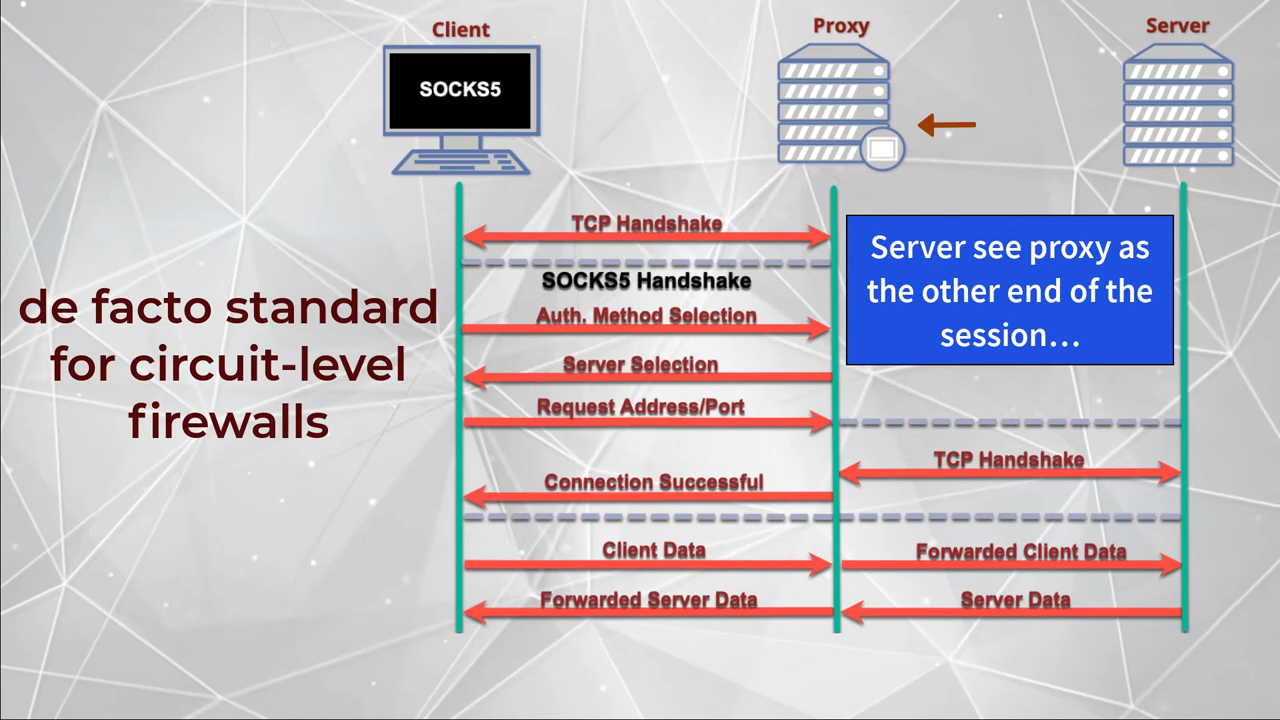 Client
Proxy
Server
SOCKS5
TCP Handshake
SOCKS5 Handshake
Auth. Method Selection
Server Selection
Request Address/Port
Connection Successful
Client Data
Forwarded Server Data
Server see proxy as
the other end of the
session...
TCP Handshake
Forwarded Client Data
Server Data
de facto standard
for circuit-level
firewalls